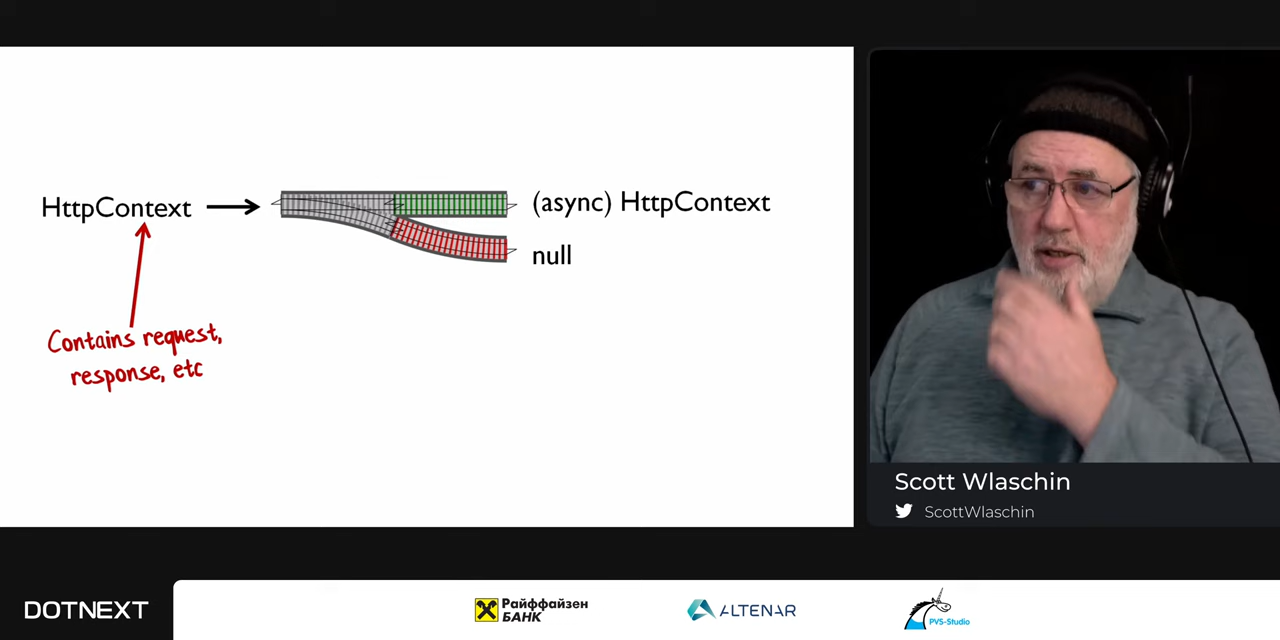 HttpContext
(async) HttpContext
null
Contains request,
response, etc
Scott Wlaschin
ScottWlaschin
DOTNEXT
Райффайзен
БАНК
ALTENAR
PVS-Studio